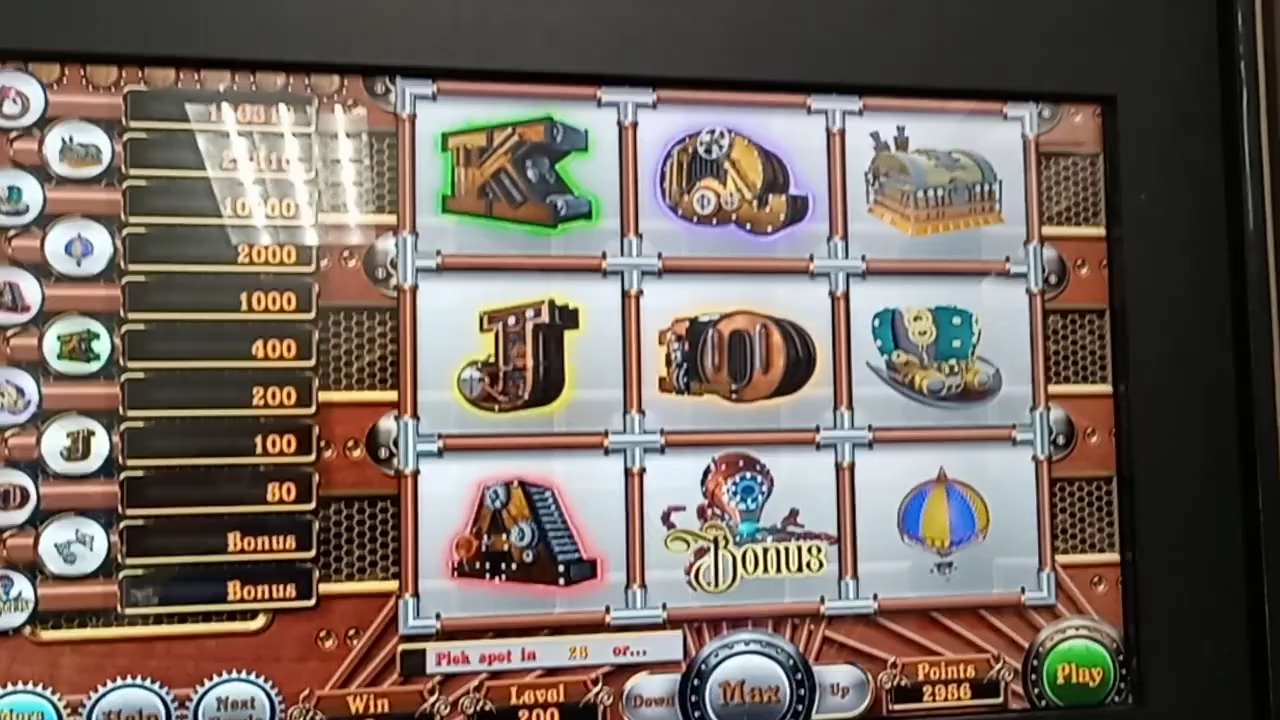 2000
1000
400
200
100
50
Bonus
Bonus
K
J
A
Bonus
Pick spot in 28 or...
Help
Next
Win
Level
200
Down
Max
Up
Points
2956
Play